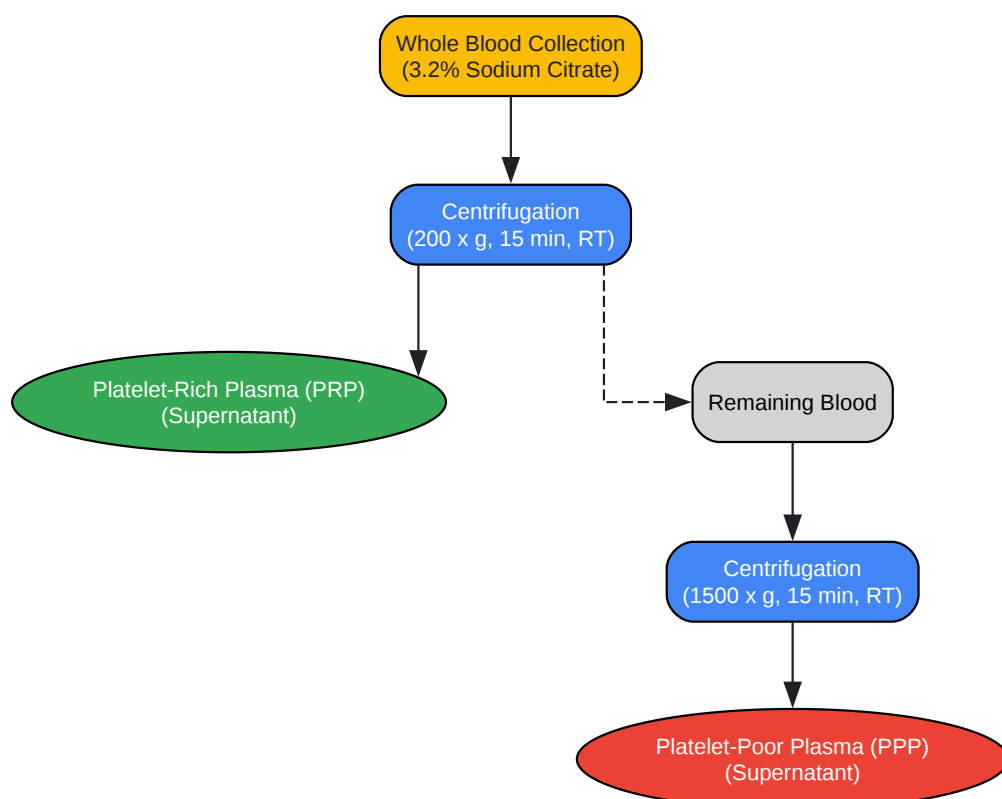 Whole Blood Collection
(3.2% Sodium Citrate)
Centrifugation
(200 x g, 15 min, RT)
Platelet-Rich Plasma (PRP)
(Supernatant)
Remaining Blood
Centrifugation
(1500 x g, 15 min, RT)
Platelet-Poor Plasma (PPP)
(Supernatant)